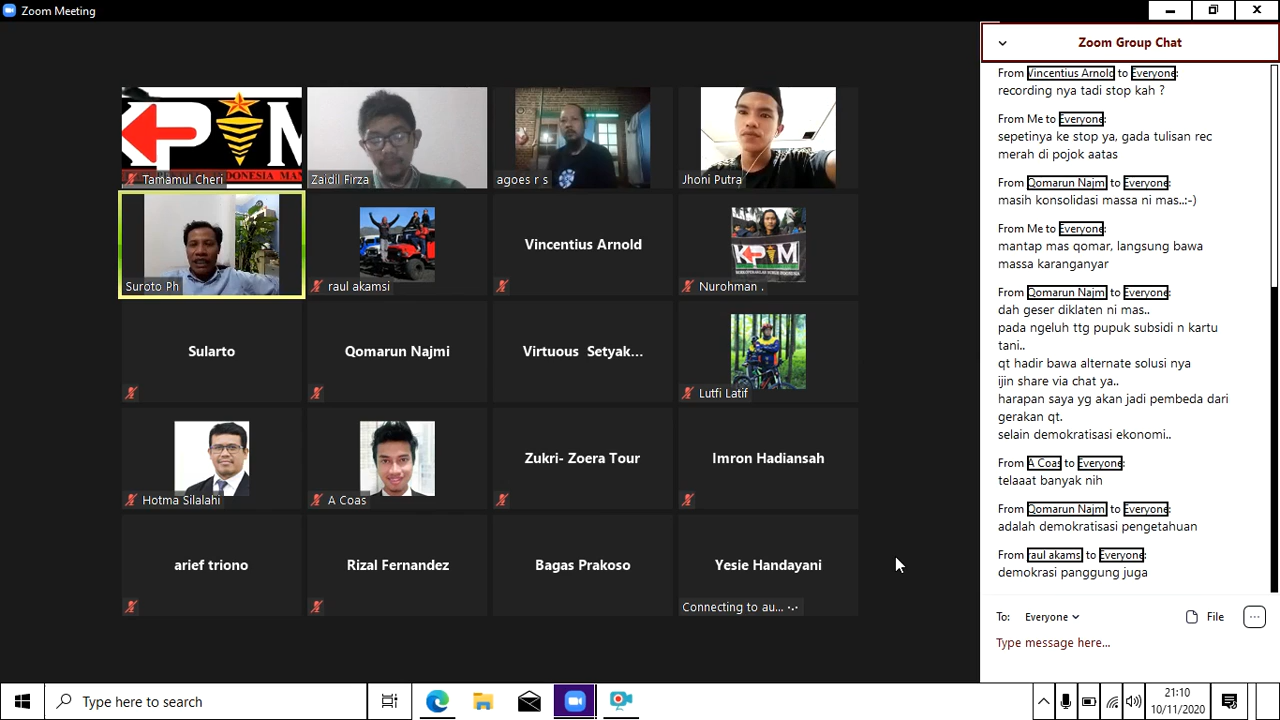 Zoom Meeting
Zoom Group Chat
From Vincentius Arnold to Everyone:
recording nya tadi stop kah ?
From Me to Everyone:
sepetinya ke stop ya, gada tulisan rec
merah di pojok aatas
From Qomarun Najmi to Everyone:
masih konsolidasi massa ni mas..:-)
From Me to Everyone:
mantap mas qomar, langsung bawa
massa karanganyar
From Qomarun Najmi to Everyone:
dah geser diklaten ni mas..
pada ngeluh ttg pupuk subsidi n kartu
tani..
qt hadir bawa alternate solusi nya
ijin share via chat ya..
harapan saya yg akan jadi pembeda dari
gerakan qt.
selain demokratisasi ekonomi..
From A Coas to Everyone:
telaaat banyak nih
From Qomarun Najmi to Everyone:
adalah demokratisasi pengetahuan
From raul akamsi to Everyone:
demokrasi panggung juga
To: Everyone
File
Type message here...
Tamamul Cheri
Zaidil Firza
agoes r s
Jhoni Putra
Suroto Ph
raul akamsi
Vincentius Arnold
KPIM
Nurohman .
Sularto
Qomarun Najmi
Virtuous Setyak...
Lutfi Latif
Hotma Silalahi
A Coas
Zukri- Zoera Tour
Imron Hadiansah
arief triono
Rizal Fernandez
Bagas Prakoso
Yesie Handayani
Connecting to au...
Type here to search
21:10
10/11/2020